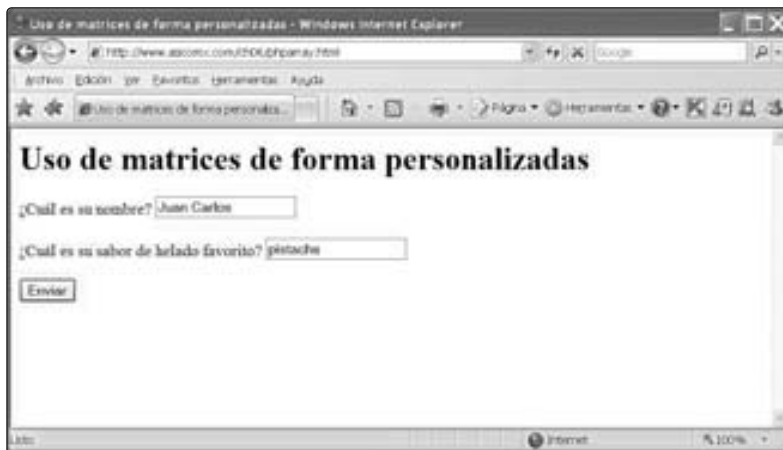 Uso de matrices de forma personalizadas - Windows Internet Explorer
Google
Archivo Edición Ver Favoritos Herramientas Ayuda
Uso de matrices de forma personaliza...
Página Herramientas
Uso de matrices de forma personalizadas
¿Cuál es su nombre? Juan Carlos
¿Cuál es su sabor de helado favorito? pistache
Enviar
Listo Internet 100%